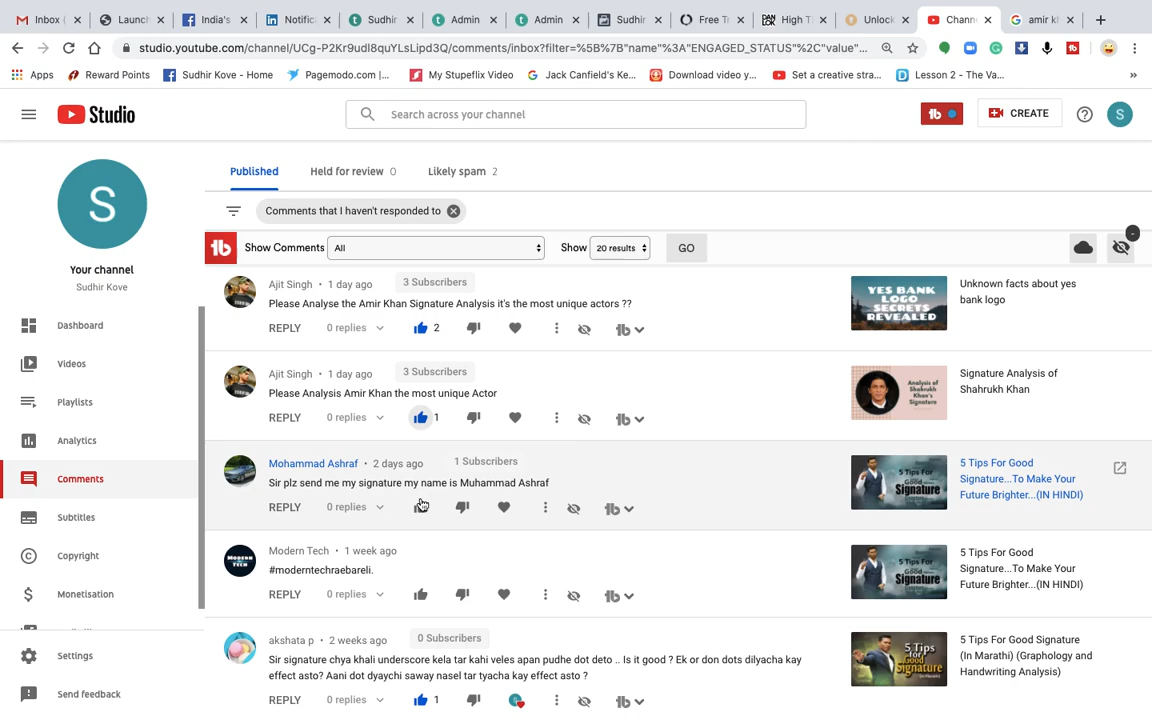 Inbox (
Launch
India's
Notific
Sudhir
Admin
Admin
Sudhir
Free T
High T
Unlock
Chann
amir k
studio.youtube.com/channel/UCg-P2Kr9udI8quYLsLipd3Q/comments/inbox?filter=%5B%7B"name"%3A"ENGAGED_STATUS"%2C"value"...
Apps
Reward Points
Sudhir Kove - Home
Pagemodo.com |...
My Stupeflix Video
Jack Canfield's Ke...
Download video y...
Set a creative stra...
Lesson 2 - The Va...
»
Studio
Search across your channel
CREATE
S
S
Your channel
Sudhir Kove
Dashboard
Videos
Playlists
Analytics
Comments
Subtitles
Copyright
Monetisation
Settings
Send feedback
Published
Held for review 0
Likely spam 2
Comments that I haven't responded to
Show Comments
All
Show
20 results
GO
Ajit Singh • 1 day ago
3 Subscribers
Please Analyse the Amir Khan Signature Analysis it's the most unique actors ??
REPLY
0 replies
2
YES BANK
LOGO
SECRETS
REVEALED
Unknown facts about yes
bank logo
Ajit Singh • 1 day ago
3 Subscribers
Please Analysis Amir Khan the most unique Actor
REPLY
0 replies
1
Analysis of
Shahrukh
Khan's
Signature
Signature Analysis of
Shahrukh Khan
Mohammad Ashraf • 2 days ago
1 Subscribers
Sir plz send me my signature my name is Muhammad Ashraf
REPLY
0 replies
5 Tips For Good
Signature...To Make Your
Future Brighter...(IN HINDI)
Modern Tech • 1 week ago
#moderntechraebareli.
REPLY
0 replies
5 Tips For Good
Signature...To Make Your
Future Brighter...(IN HINDI)
akshata p • 2 weeks ago
0 Subscribers
Sir signature chya khali underscore kela tar kahi veles apan pudhe dot deto .. Is it good ? Ek or don dots dilyacha kay
effect asto? Aani dot dyaychi saway nasel tar tyacha kay effect asto ?
REPLY
0 replies
1
5 Tips
for
Good
Signature
5 Tips For Good Signature
(In Marathi) (Graphology and
Handwriting Analysis)